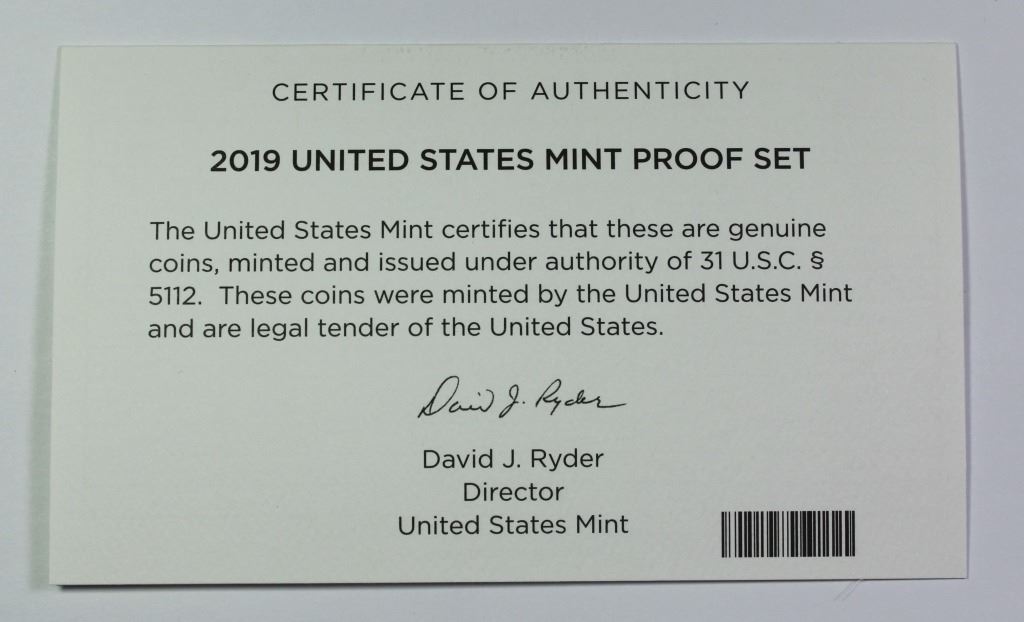 CERTIFICATE OF AUTHENTICITY
2019 UNITED STATES MINT PROOF SET
The United States Mint certifies that these are genuine
coins, minted and issued under authority of 31 U.S.C. §
5112.  These coins were minted by the United States Mint
and are legal tender of the United States.
David J. Ryder
David J. Ryder
Director
United States Mint